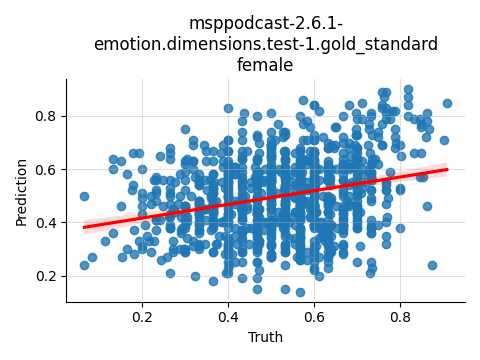 msppodcast-2.6.1-
emotion.dimensions.test-1.gold_standard
female
Prediction
0.8
0.6
0.4
0.2
0.2 0.4 0.6 0.8
Truth